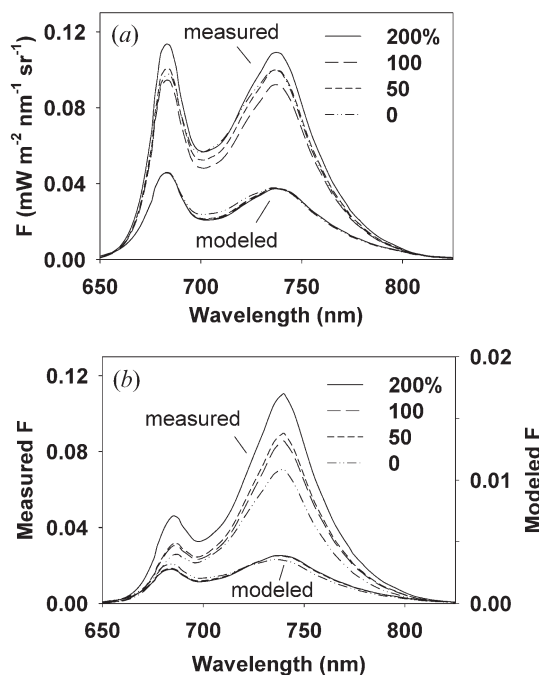 (a)
measured
200%
100
50
0
modeled
0.12
0.08
0.04
0.00
F (mW m-2 nm-1 sr-1)
650
700
750
800
Wavelength (nm)
(b)
measured
200%
100
50
0
modeled
0.12
0.08
0.04
0.00
Measured F
0.02
0.01
0.00
Modeled F
650
700
750
800
Wavelength (nm)